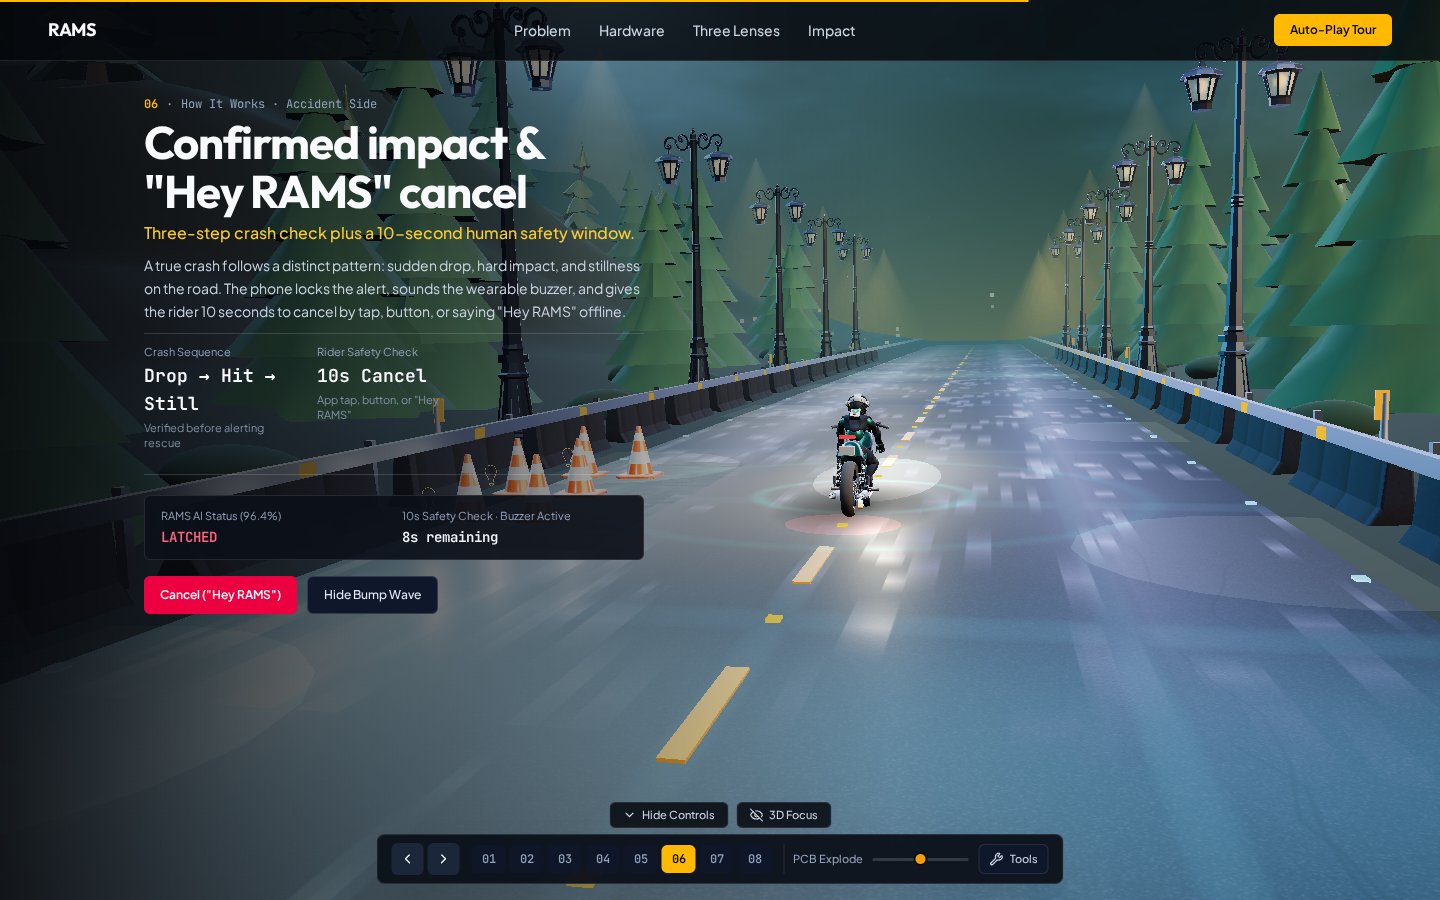 RAMS
Problem
Hardware
Three Lenses
Impact
Auto-Play Tour
06 · How It Works · Accident Side
Confirmed impact &
"Hey RAMS" cancel
Three-step crash check plus a 10-second human safety window.
A true crash follows a distinct pattern: sudden drop, hard impact, and stillness
on the road. The phone locks the alert, sounds the wearable buzzer, and gives
the rider 10 seconds to cancel by tap, button, or saying "Hey RAMS" offline.
Crash Sequence
Drop → Hit →
Still
Verified before alerting
rescue
Rider Safety Check
10s Cancel
App tap, button, or "Hey
RAMS"
RAMS AI Status (96.4%)
LATCHED
10s Safety Check · Buzzer Active
8s remaining
Cancel ("Hey RAMS")
Hide Bump Wave
Hide Controls
3D Focus
01
02
03
04
05
06
07
08
PCB Explode
Tools